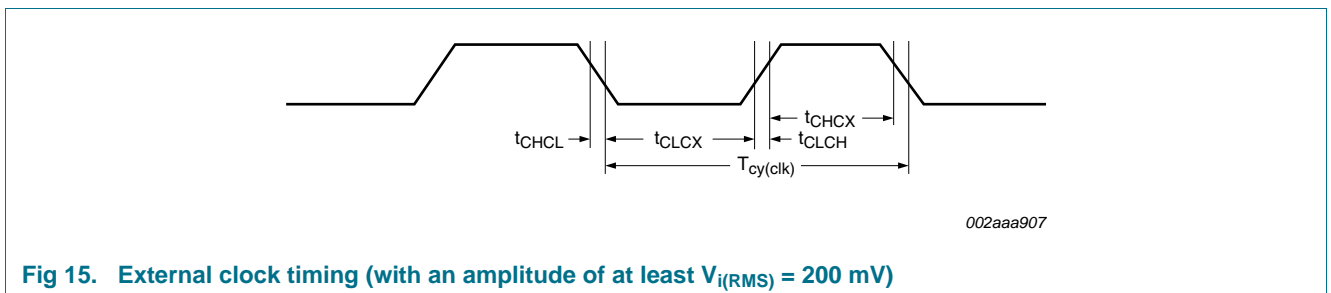 tCHCX
tCHCL tCLCX tCLCH
Tcy(clk)
002aaa907
Fig 15. External clock timing (with an amplitude of at least Vi(RMS) = 200 mV)